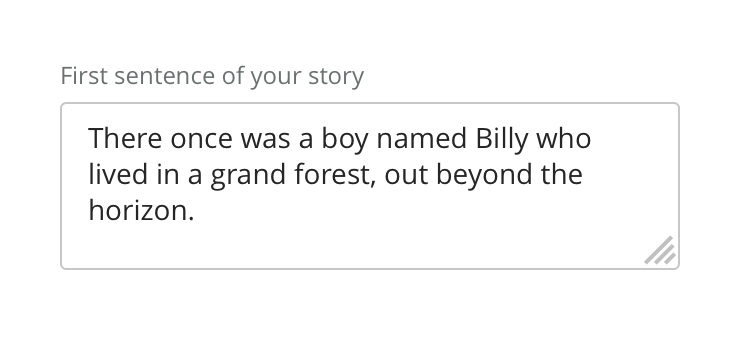 First sentence of your story
There once was a boy named Billy who
lived in a grand forest, out beyond the
horizon.